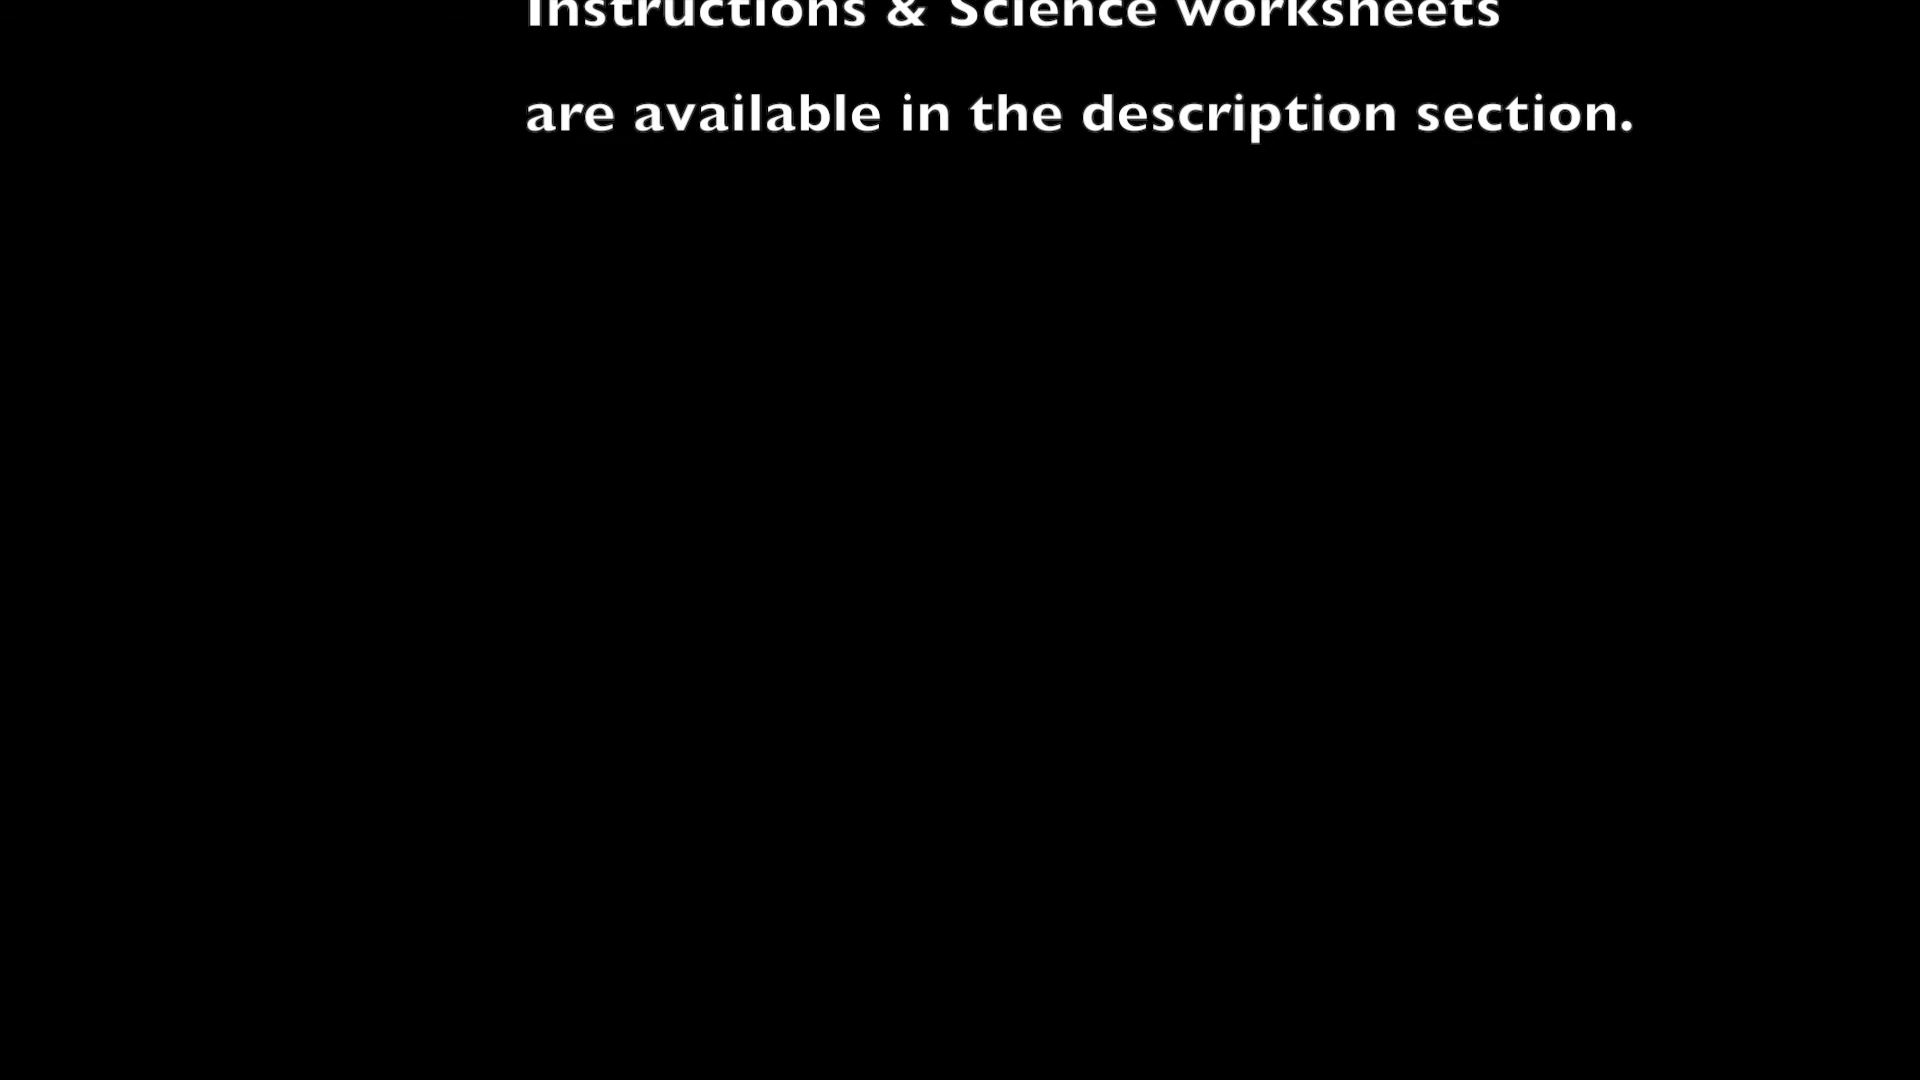 Instructions & Science worksheets
are available in the description section.